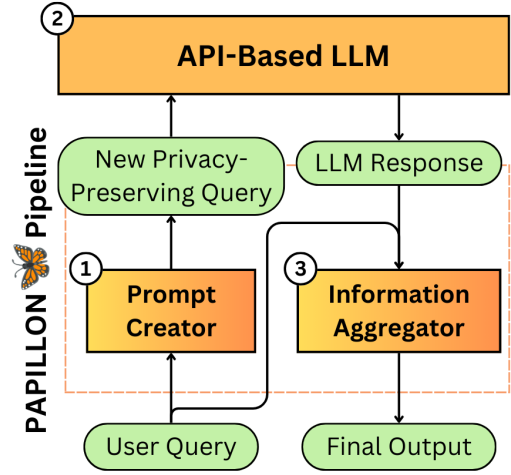 2
API-Based LLM
New Privacy-
Preserving Query
LLM Response
PAPILLON Pipeline
1
Prompt
Creator
3
Information
Aggregator
User Query
Final Output